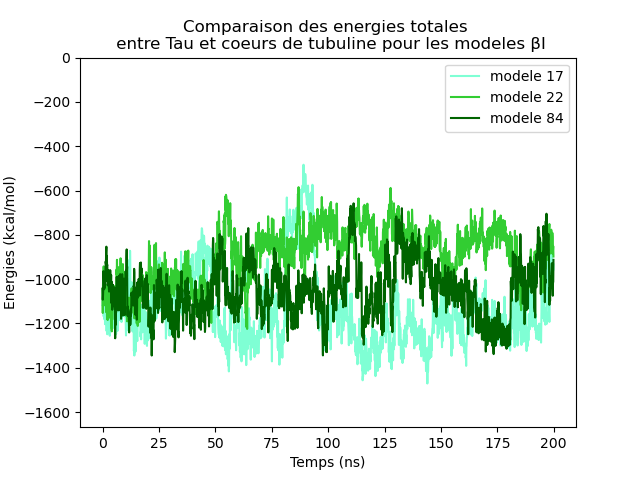 Comparaison des energies totales
entre Tau et coeurs de tubuline pour les modeles βI
modele 17
modele 22
modele 84
0
−200
−400
−600
−800
−1000
−1200
−1400
−1600
Energies (kcal/mol)
0 25 50 75 100 125 150 175 200
Temps (ns)